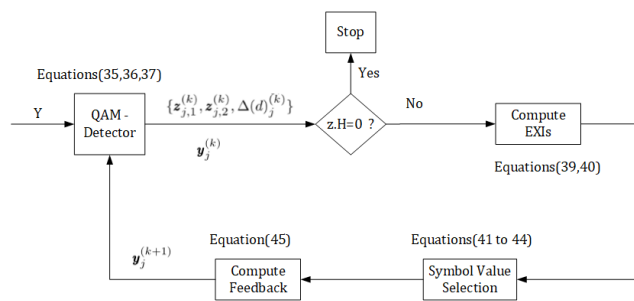 Stop
Equations(35,36,37)
Yes
Y
QAM -
Detector
{z_{j,1}^{(k)}, z_{j,2}^{(k)}, Δ(d)_j^{(k)}}
y_j^{(k)}
z.H=0 ?
No
Compute
EXIs
Equations(39,40)
y_j^{(k+1)}
Equation(45)
Equations(41 to 44)
Compute
Feedback
Symbol Value
Selection